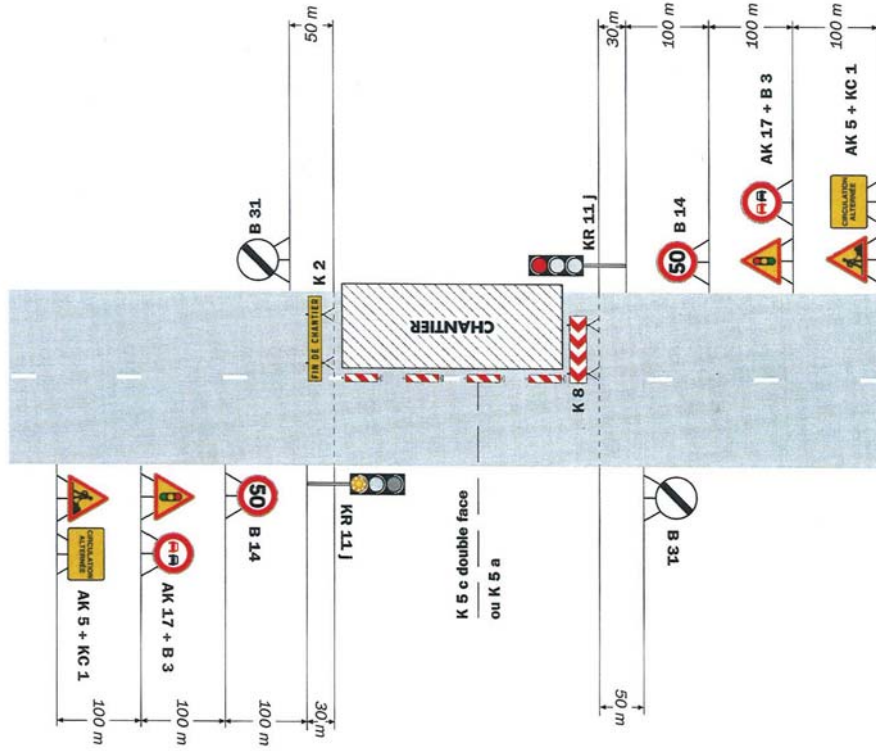 50 m
B 31
K 2
FIN DE CHANTIER
CHANTIER
K 8
KR 11 j
30 m
100 m
100 m
100 m
50
B 14
AK 17 + B 3
CIRCULATION
ALTERNÉE
AK 5 + KC 1
CIRCULATION
ALTERNÉE
AK 5 + KC 1
AK 17 + B 3
50
B 14
KR 11 j
100 m
100 m
100 m
30 m
K 5 c double face
ou K 5 a
B 31
50 m